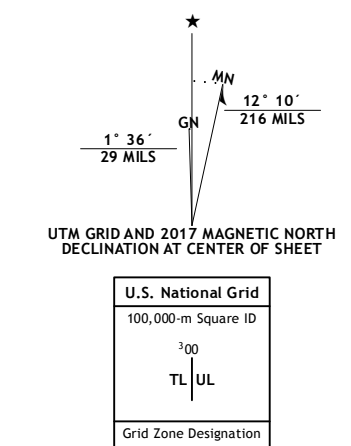 ★
MN
GN
12° 10´
216 MILS
1° 36´
29 MILS
UTM GRID AND 2017 MAGNETIC NORTH
DECLINATION AT CENTER OF SHEET
U.S. National Grid
100,000-m Square ID
³00
TL UL
Grid Zone Designation